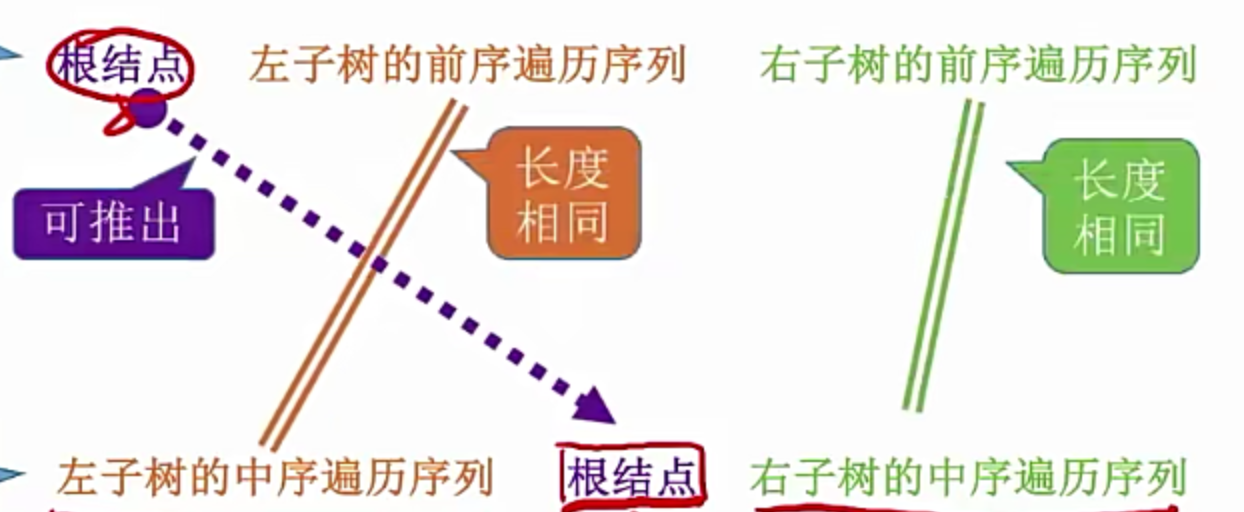 根结点 左子树的前序遍历序列 右子树的前序遍历序列
可推出
长度
相同
长度
相同
左子树的中序遍历序列 根结点 右子树的中序遍历序列